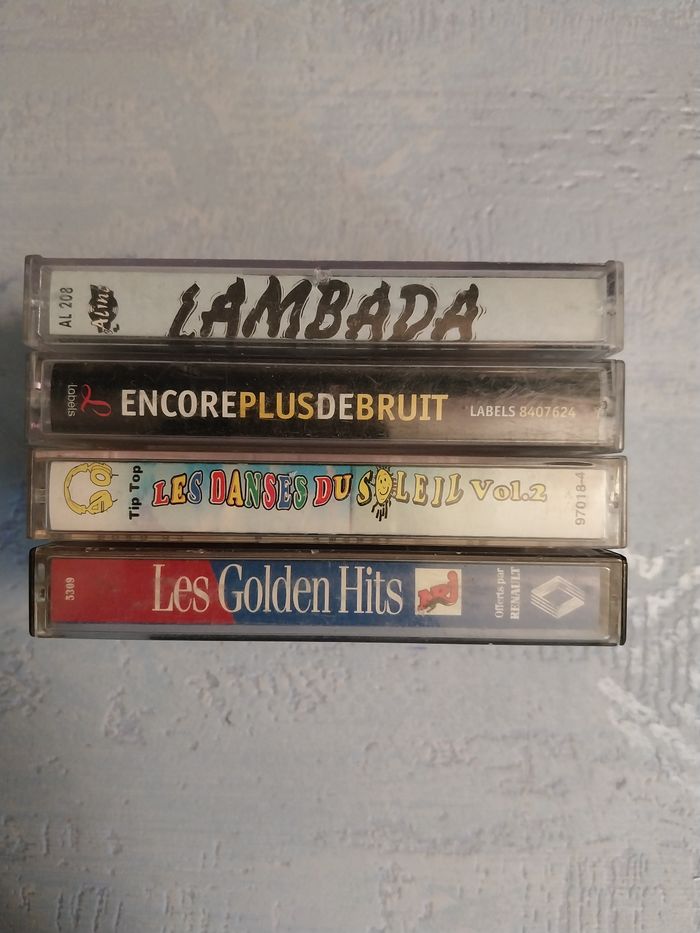 AL 208 Alin LAMBADA
Labels ENCOREPLUSDEBRUIT LABELS 8407624
Tip Top LES DANSES DU SOLEIL Vol.2 97018-4
5309 Les Golden Hits Offerts par RENAULT